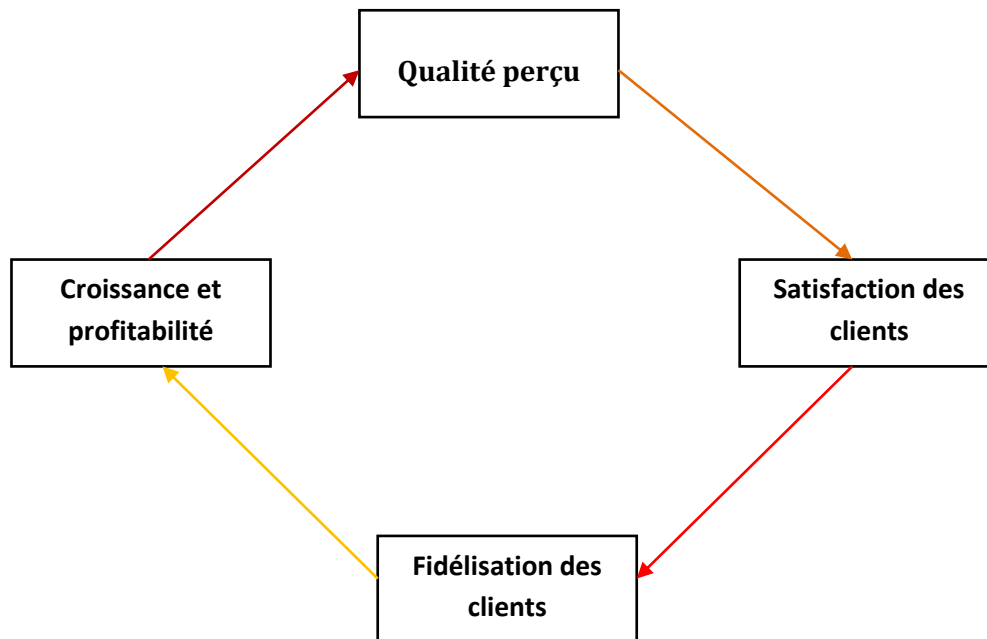 Qualité perçu
Croissance et
profitabilité
Satisfaction des
clients
Fidélisation des
clients